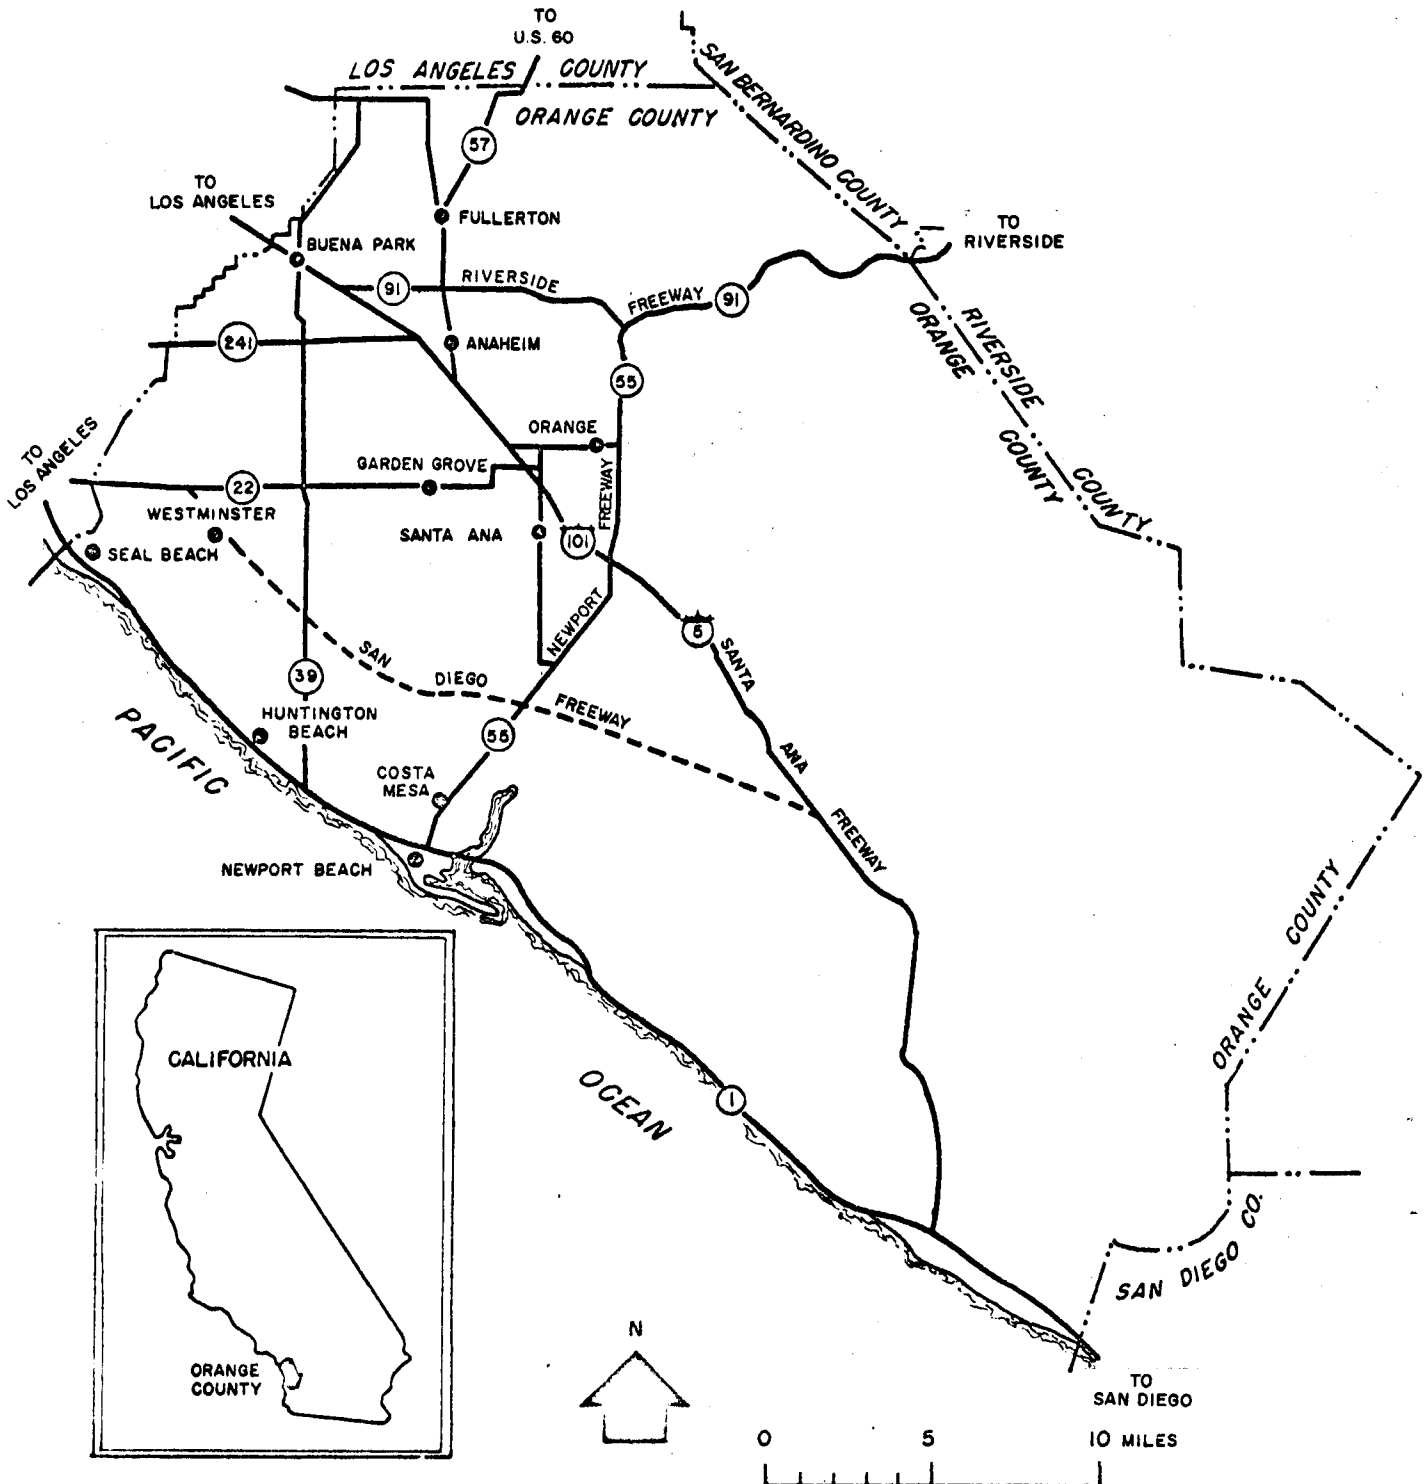 TO
U.S. 60
LOS ANGELES COUNTY
ORANGE COUNTY
SAN BERNARDINO COUNTY
57
TO
LOS ANGELES
FULLERTON
TO
RIVERSIDE
BUENA PARK
91
RIVERSIDE
FREEWAY
91
RIVERSIDE
COUNTY
ORANGE
COUNTY
241
ANAHEIM
55
ORANGE
TO
LOS ANGELES
GARDEN GROVE
22
FREEWAY
WESTMINSTER
SANTA ANA
101
SEAL BEACH
NEWPORT
5
SANTA
ANA
FREEWAY
SAN
DIEGO
FREEWAY
39
HUNTINGTON
BEACH
55
COSTA
MESA
PACIFIC
NEWPORT BEACH
ORANGE COUNTY
CALIFORNIA
OCEAN
1
SAN DIEGO CO.
ORANGE
COUNTY
N
TO
SAN DIEGO
0 5 10 MILES